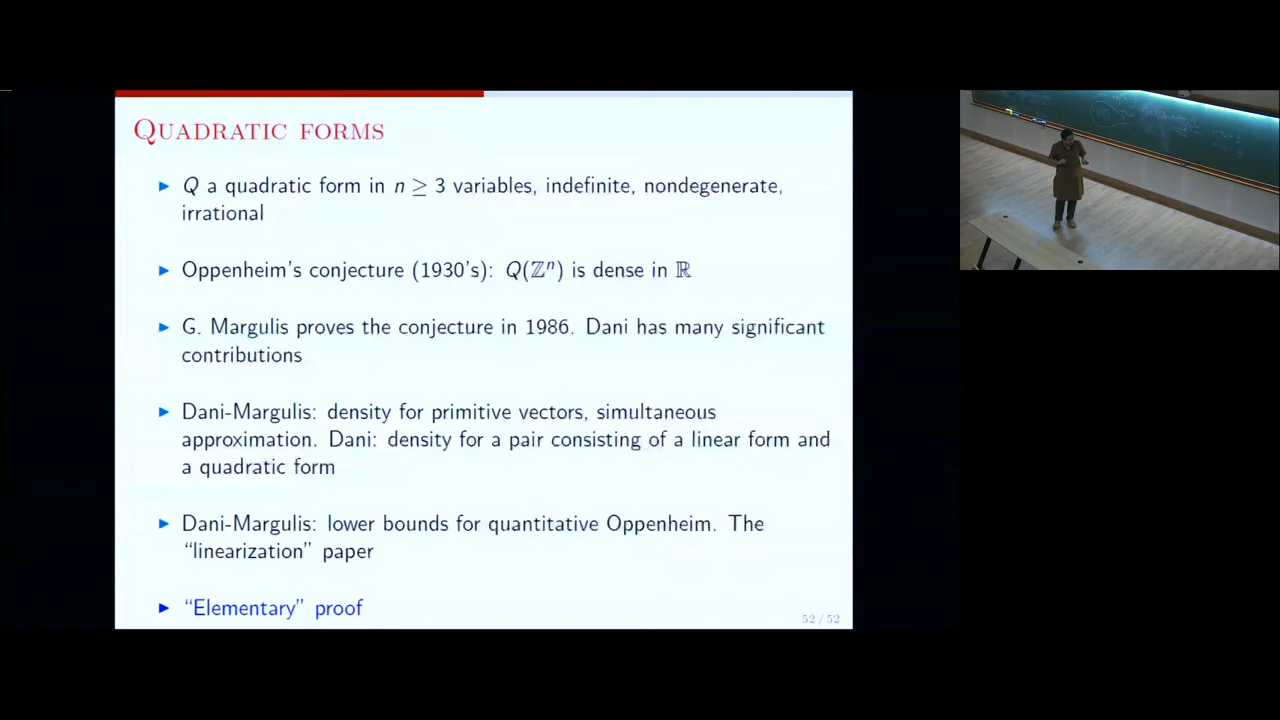 Quadratic forms
▶ Q a quadratic form in n ≥ 3 variables, indefinite, nondegenerate,
irrational
▶ Oppenheim's conjecture (1930's): Q(ℤⁿ) is dense in ℝ
▶ G. Margulis proves the conjecture in 1986. Dani has many significant
contributions
▶ Dani-Margulis: density for primitive vectors, simultaneous
approximation. Dani: density for a pair consisting of a linear form and
a quadratic form
▶ Dani-Margulis: lower bounds for quantitative Oppenheim. The
“linearization” paper
▶ “Elementary” proof
52 / 52